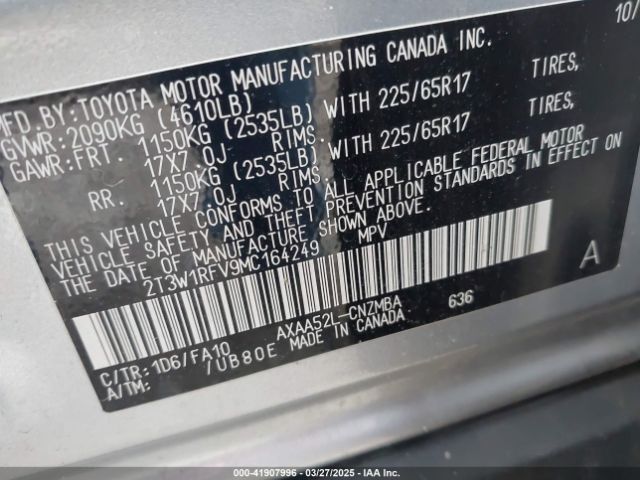 10/
MFD.BY:TOYOTA MOTOR MANUFACTURING CANADA INC.
GVWR:2090KG (4610LB)
GAWR:FRT. 1150KG (2535LB) WITH 225/65R17 TIRES,
17X7.0J RIMS.
RR. 1150KG (2535LB) WITH 225/65R17 TIRES,
17X7.0J RIMS.
THIS VEHICLE CONFORMS TO ALL APPLICABLE FEDERAL MOTOR
VEHICLE SAFETY AND THEFT PREVENTION STANDARDS IN EFFECT ON
THE DATE OF MANUFACTURE SHOWN ABOVE.
2T3W1RFV9MC164249 MPV
A
C/TR:1D6/FA10 AXAA52L-CNZMBA 636
A/TM: /UB80E MADE IN CANADA
000-41907996 — 03/27/2025 — IAA Inc.